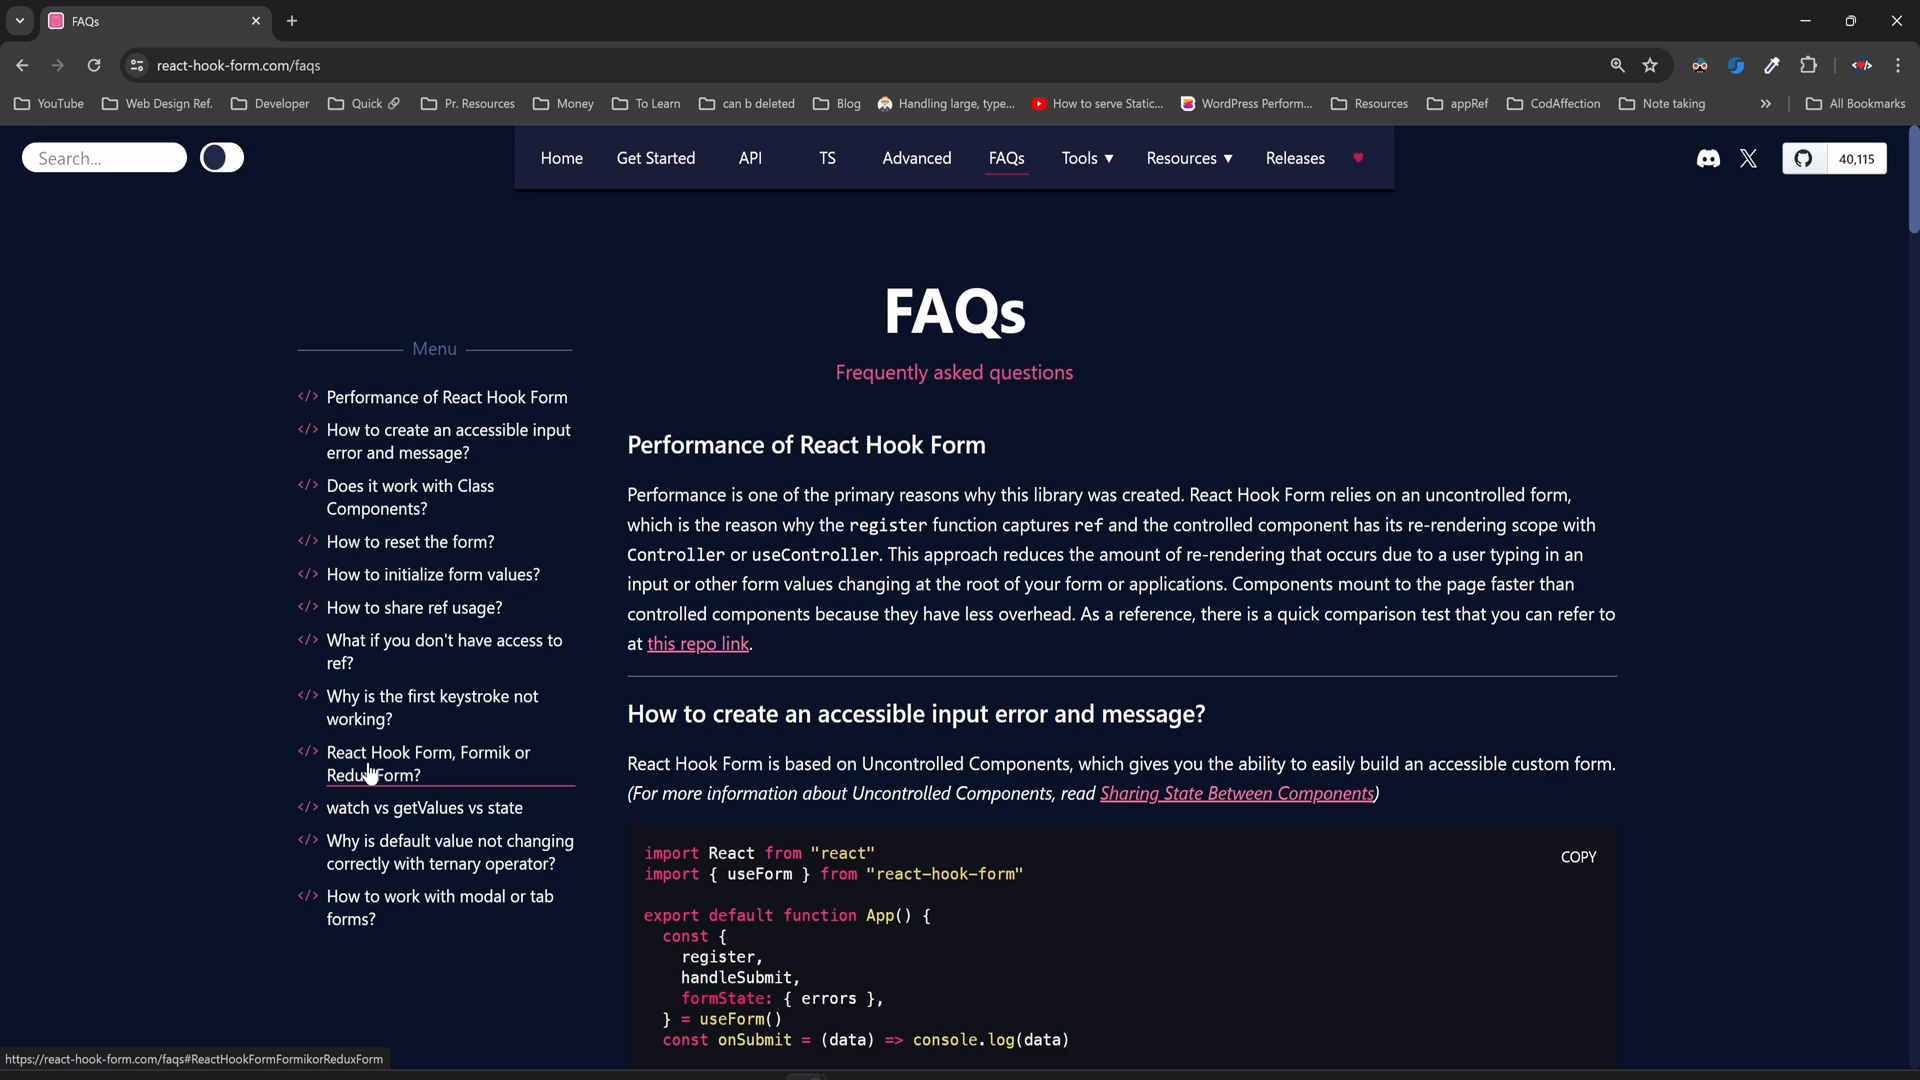 FAQs
react-hook-form.com/faqs
YouTube
Web Design Ref.
Developer
Quick
Pr. Resources
Money
To Learn
can b deleted
Blog
Handling large, type...
How to serve Static...
WordPress Perform...
Resources
appRef
CodAffection
Note taking
»
All Bookmarks
Search...
Home
Get Started
API
TS
Advanced
FAQs
Tools ▼
Resources ▼
Releases
40,115
FAQs
Frequently asked questions
Menu
</> Performance of React Hook Form
</> How to create an accessible input
error and message?
</> Does it work with Class
Components?
</> How to reset the form?
</> How to initialize form values?
</> How to share ref usage?
</> What if you don't have access to
ref?
</> Why is the first keystroke not
working?
</> React Hook Form, Formik or
Redux Form?
</> watch vs getValues vs state
</> Why is default value not changing
correctly with ternary operator?
</> How to work with modal or tab
forms?
Performance of React Hook Form
Performance is one of the primary reasons why this library was created. React Hook Form relies on an uncontrolled form,
which is the reason why the register function captures ref and the controlled component has its re-rendering scope with
Controller or useController. This approach reduces the amount of re-rendering that occurs due to a user typing in an
input or other form values changing at the root of your form or applications. Components mount to the page faster than
controlled components because they have less overhead. As a reference, there is a quick comparison test that you can refer to
at this repo link.
How to create an accessible input error and message?
React Hook Form is based on Uncontrolled Components, which gives you the ability to easily build an accessible custom form.
(For more information about Uncontrolled Components, read Sharing State Between Components)
COPY
import React from "react"
import { useForm } from "react-hook-form"
export default function App() {
const {
register,
handleSubmit,
formState: { errors },
} = useForm()
const onSubmit = (data) => console.log(data)
https://react-hook-form.com/faqs#ReactHookFormFormikorReduxForm